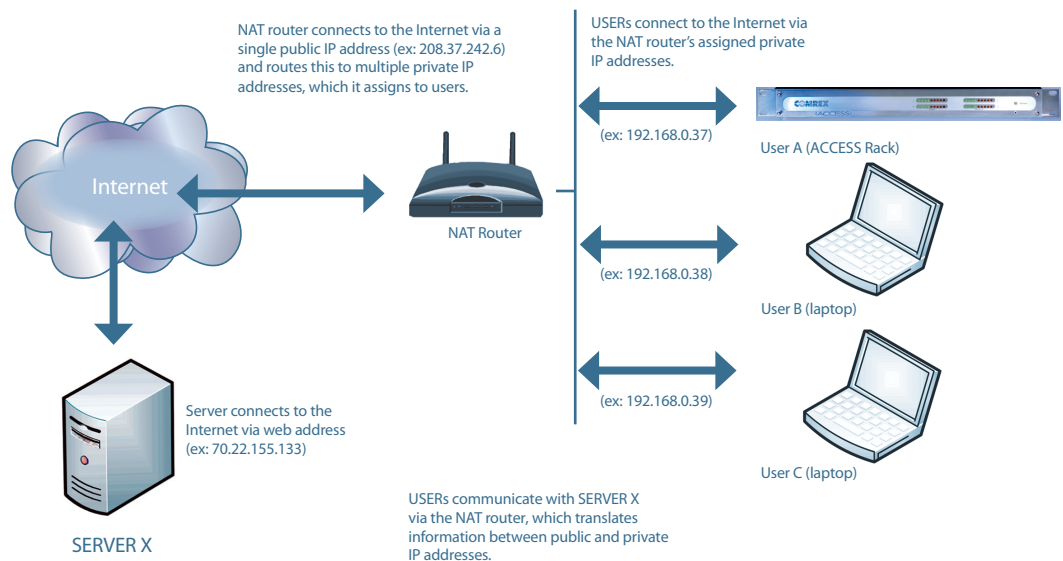 NAT router connects to the Internet via a
single public IP address (ex: 208.37.242.6)
and routes this to multiple private IP
addresses, which it assigns to users.
USERs connect to the Internet via
the NAT router's assigned private
IP addresses.
COMREX
ACCESS
(ex: 192.168.0.37)
User A (ACCESS Rack)
Internet
NAT Router
(ex: 192.168.0.38)
User B (laptop)
(ex: 192.168.0.39)
User C (laptop)
Server connects to the
Internet via web address
(ex: 70.22.155.133)
SERVER X
USERs communicate with SERVER X
via the NAT router, which translates
information between public and private
IP addresses.